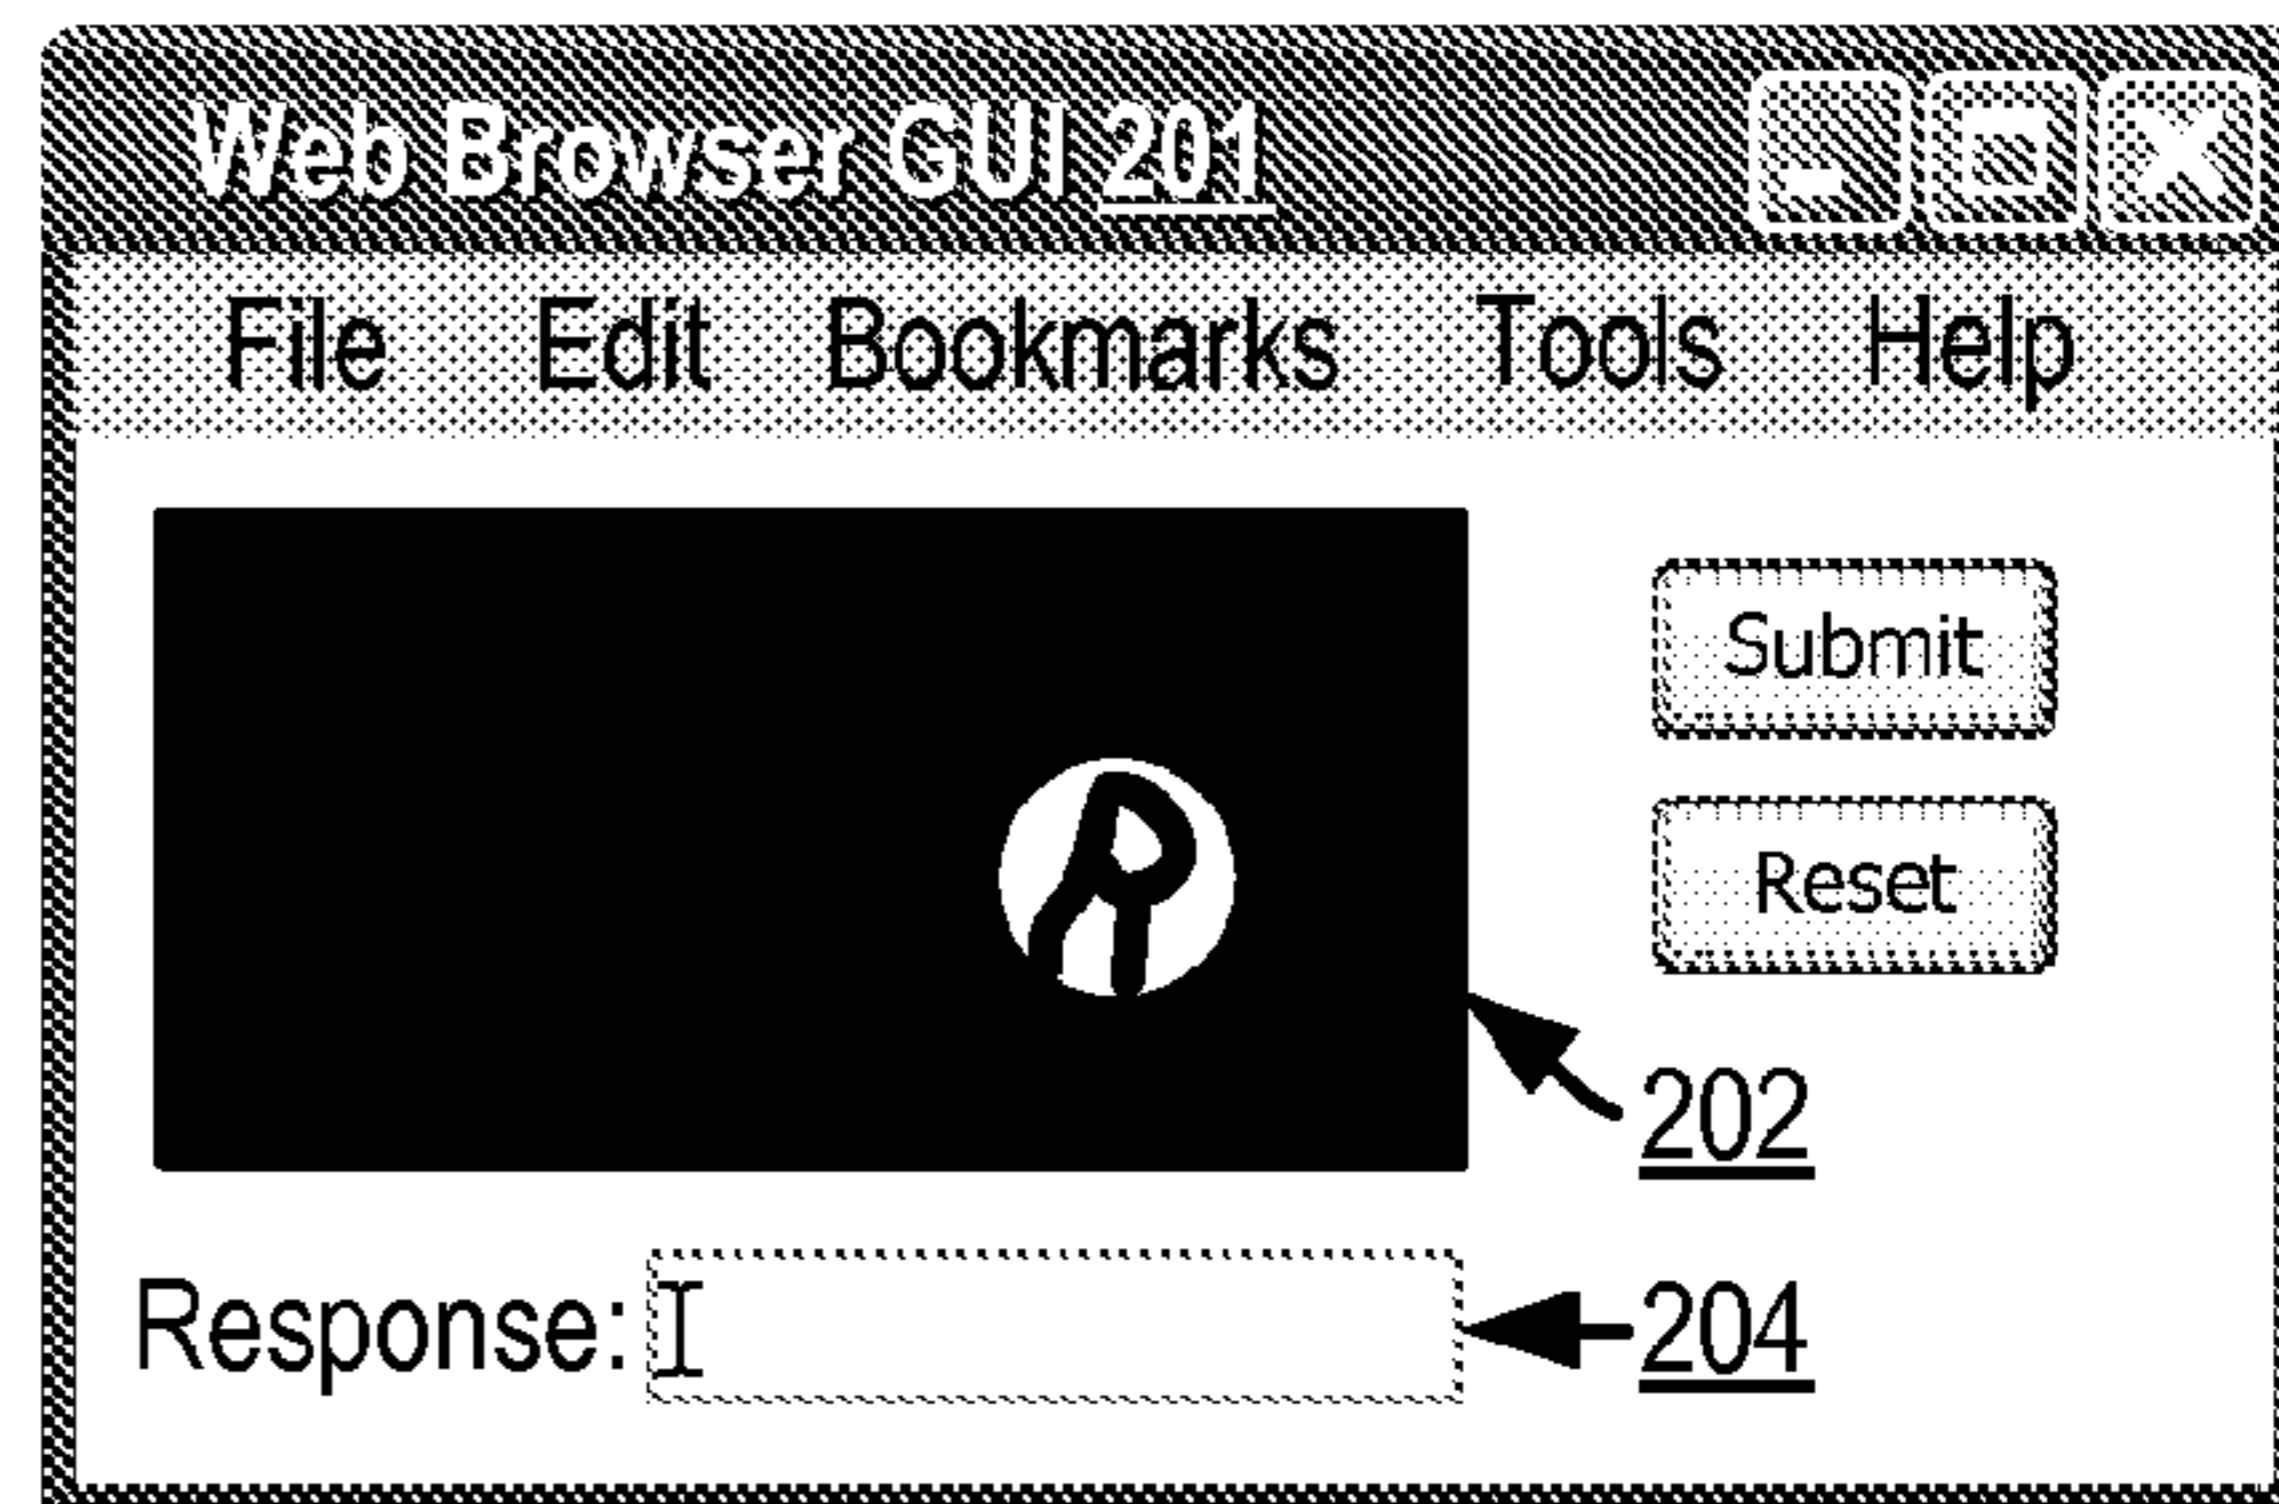 Web Browser GUI 201
File Edit Bookmarks Tools Help
Submit
R
Reset
202
Response:
204